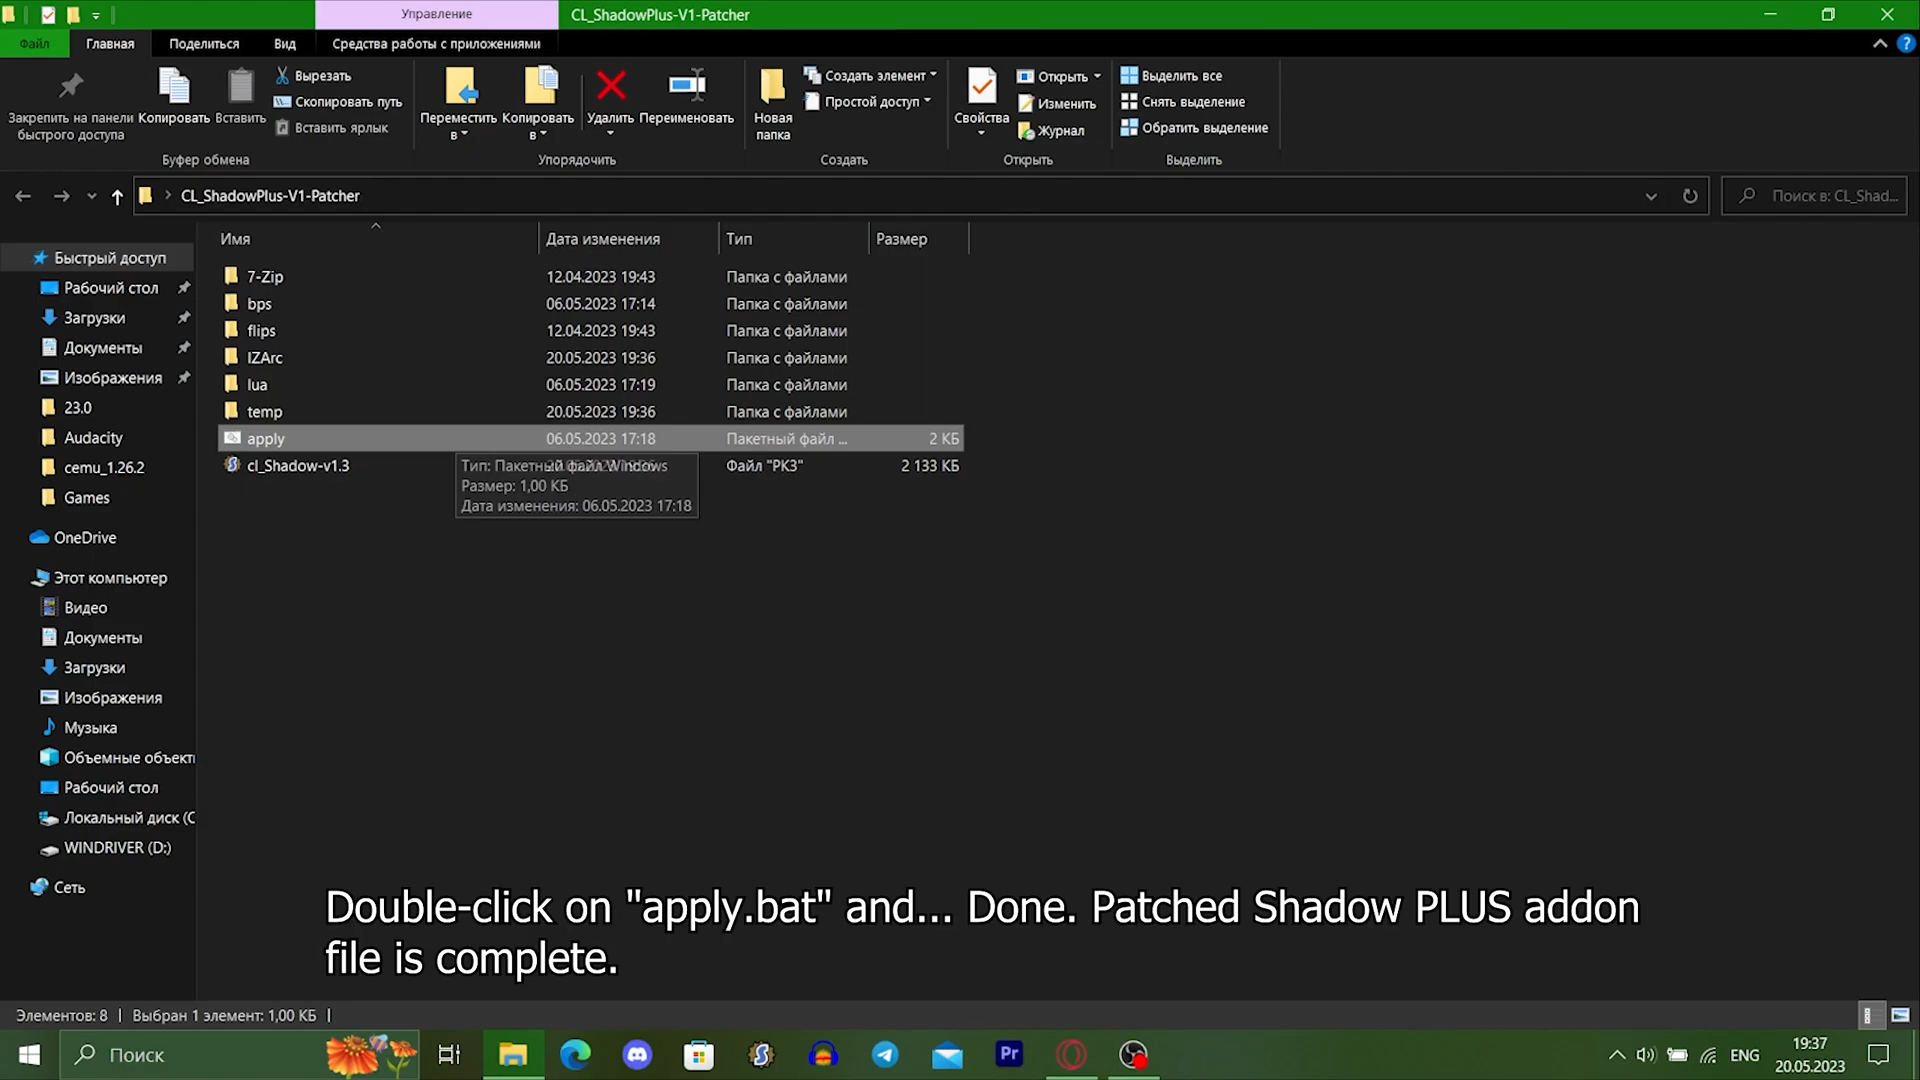 Управление
CL_ShadowPlus-V1-Patcher
Файл
Главная
Поделиться
Вид
Средства работы с приложениями
Закрепить на панели
быстрого доступа
Копировать
Вставить
Вырезать
Скопировать путь
Вставить ярлык
Буфер обмена
Переместить
в
Копировать
в
Удалить
Переименовать
Упорядочить
Новая
папка
Создать элемент
Простой доступ
Создать
Свойства
Открыть
Изменить
Журнал
Открыть
Выделить все
Снять выделение
Обратить выделение
Выделить
CL_ShadowPlus-V1-Patcher
Поиск в: CL_Shad...
Имя
Дата изменения
Тип
Размер
7-Zip 12.04.2023 19:43 Папка с файлами
bps 06.05.2023 17:14 Папка с файлами
flips 12.04.2023 19:43 Папка с файлами
IZArc 20.05.2023 19:36 Папка с файлами
lua 06.05.2023 17:19 Папка с файлами
temp 20.05.2023 19:36 Папка с файлами
apply 06.05.2023 17:18 Пакетный файл ... 2 КБ
cl_Shadow-v1.3 Файл "PK3" 2 133 КБ
Тип: Пакетный файл Windows
Размер: 1,00 КБ
Дата изменения: 06.05.2023 17:18
Быстрый доступ
Рабочий стол
Загрузки
Документы
Изображения
23.0
Audacity
cemu_1.26.2
Games
OneDrive
Этот компьютер
Видео
Документы
Загрузки
Изображения
Музыка
Объемные объект
Рабочий стол
Локальный диск (C
WINDRIVER (D:)
Сеть
Double-click on "apply.bat" and... Done. Patched Shadow PLUS addon
file is complete.
Элементов: 8
Выбран 1 элемент: 1,00 КБ
Поиск
Pr
ENG
19:37
20.05.2023